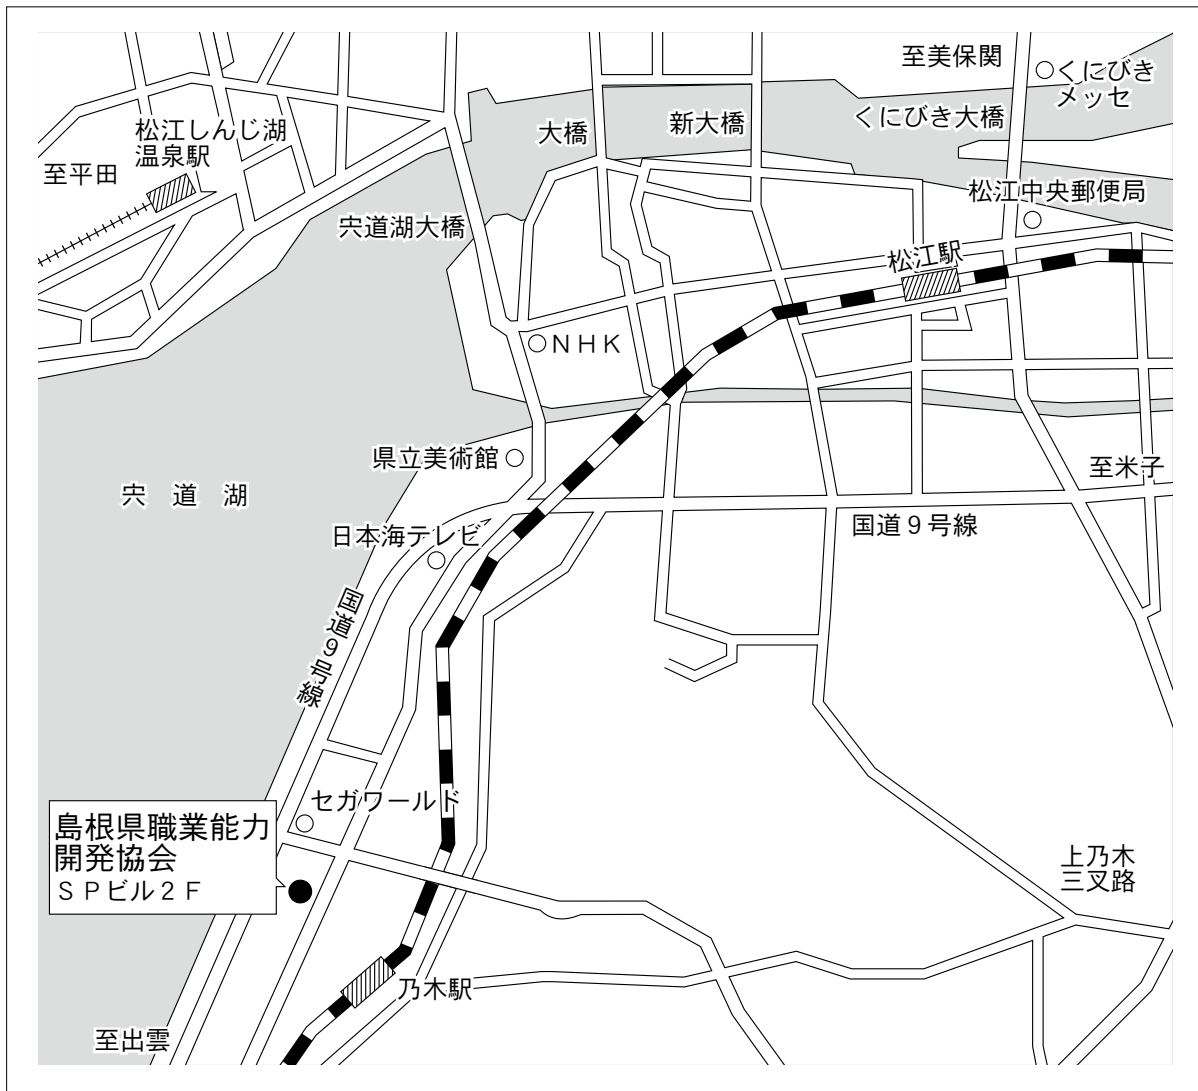 至美保関
くにびき
メッセ
大橋
新大橋
くにびき大橋
松江しんじ湖
温泉駅
至平田
松江中央郵便局
宍道湖大橋
松江駅
ＮＨＫ
県立美術館
至米子
宍道湖
国道９号線
日本海テレビ
国道９号線
セガワールド
島根県職業能力
開発協会
ＳＰビル２Ｆ
上乃木
三叉路
乃木駅
至出雲